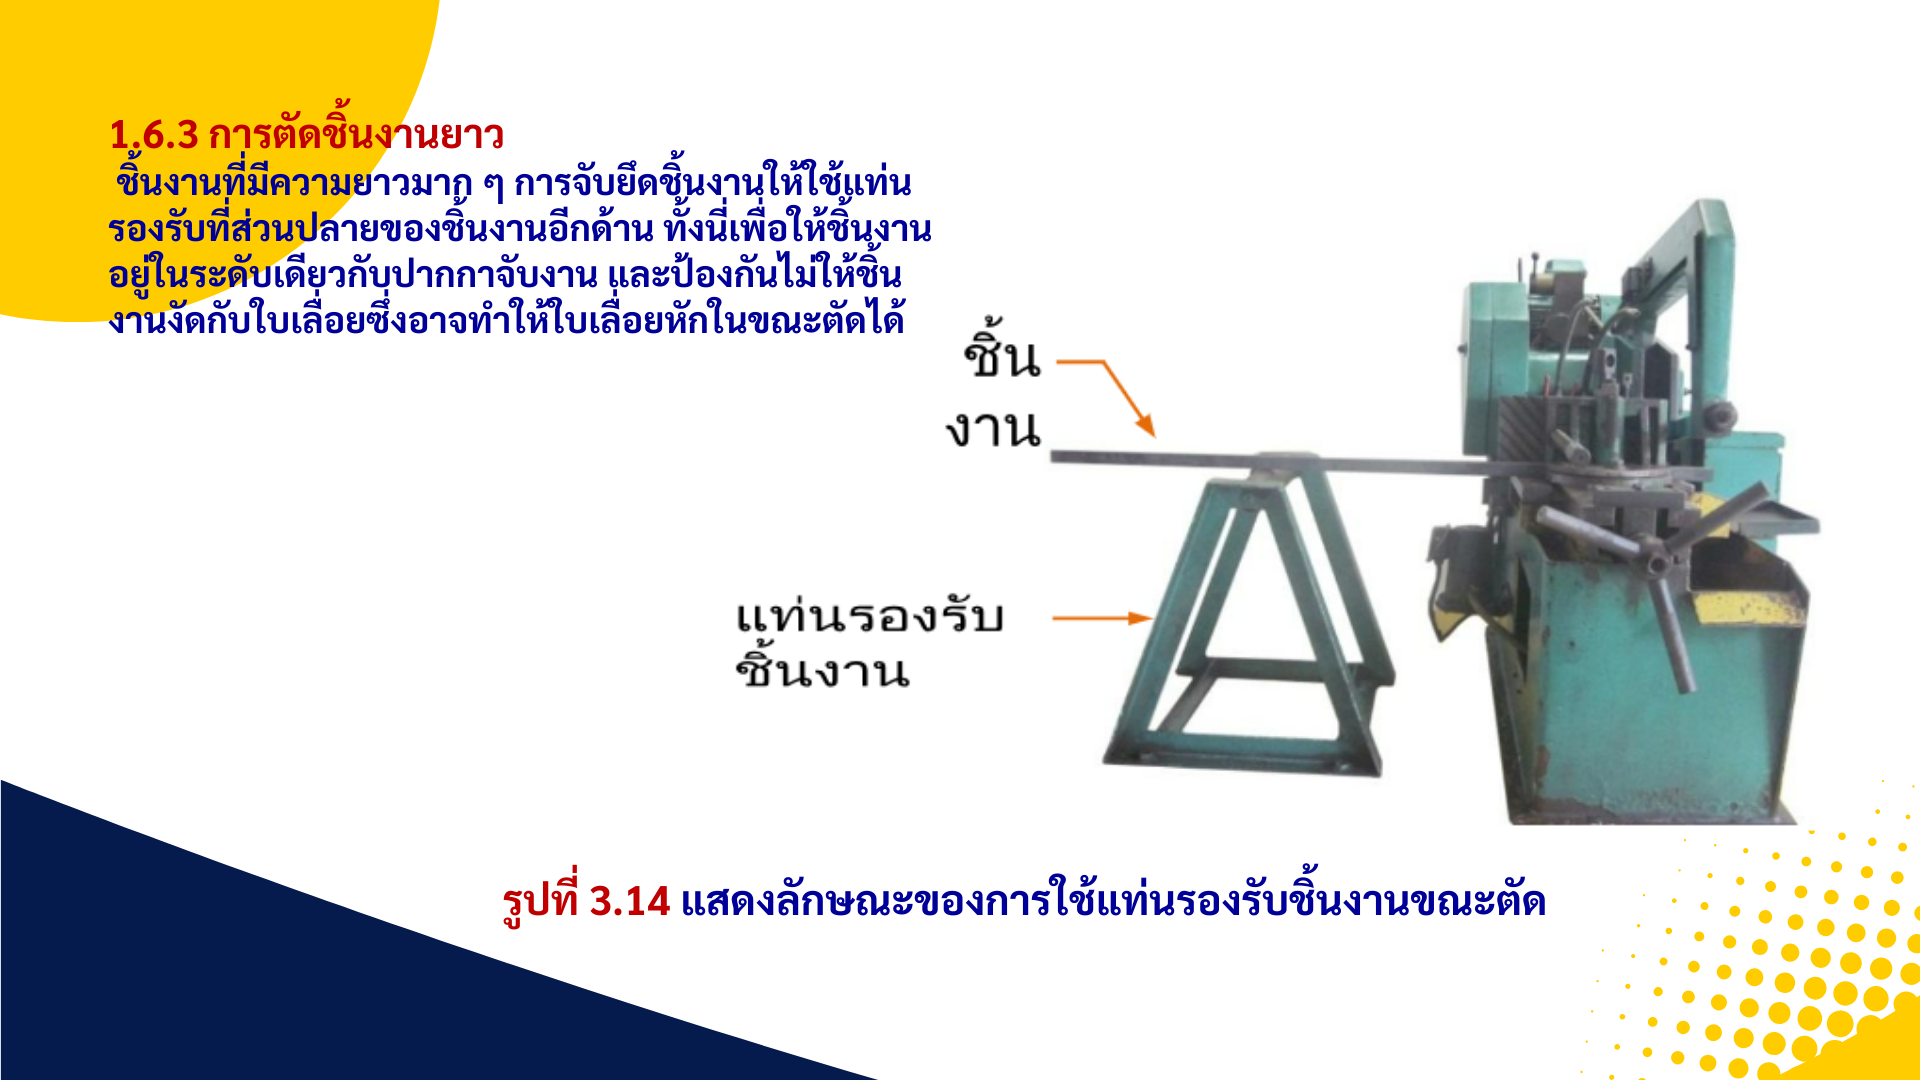 1.6.3 การตัดชิ้นงานยาว
ชิ้นงานที่มีความยาวมาก ๆ การจับยึดชิ้นงานให้ใช้แท่น
รองรับที่ส่วนปลายของชิ้นงานอีกด้าน ทั้งนี้เพื่อให้ชิ้นงาน
อยู่ในระดับเดียวกับปากกาจับงาน และป้องกันไม่ให้ชิ้น
งานงัดกับใบเลื่อยซึ่งอาจทำให้ใบเลื่อยหักในขณะตัดได้
ชิ้น
งาน
แท่นรองรับ
ชิ้นงาน
รูปที่ 3.14 แสดงลักษณะของการใช้แท่นรองรับชิ้นงานขณะตัด